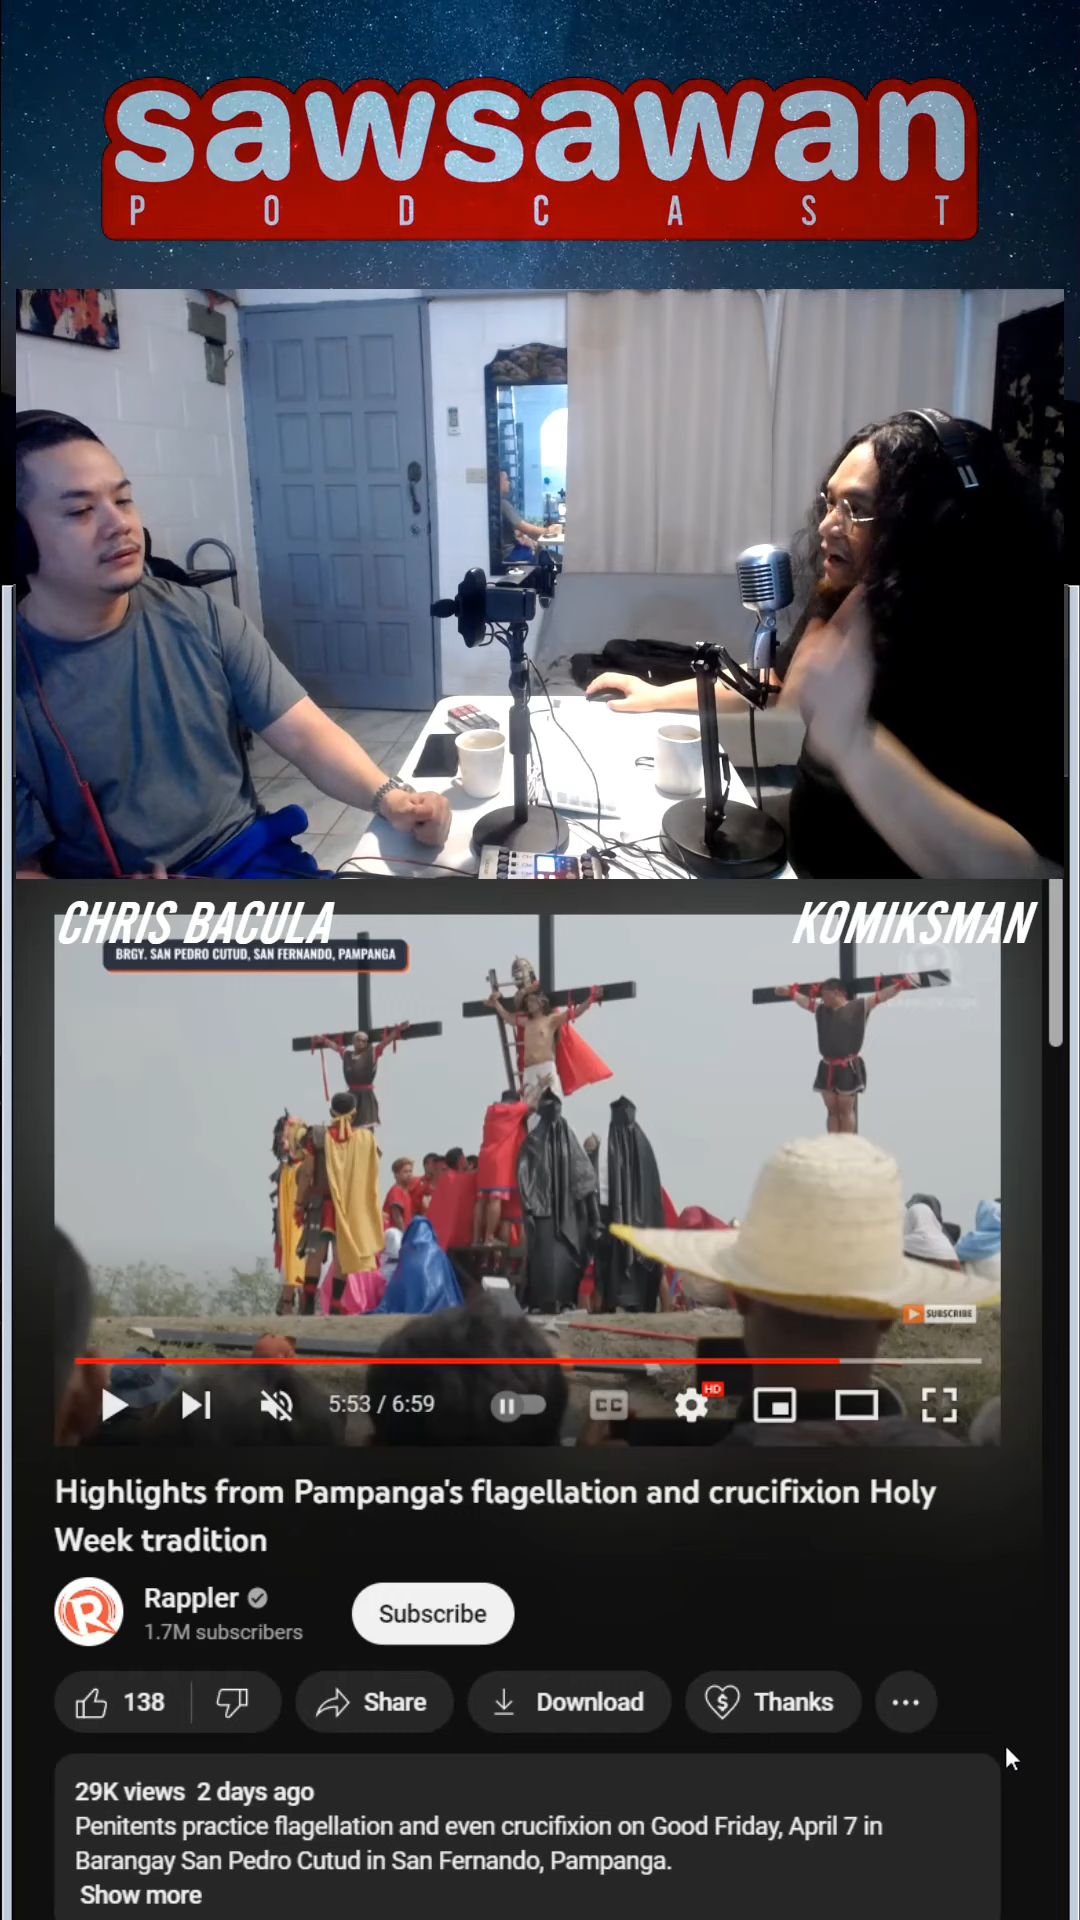 sawsawan
PODCAST
CHRIS BACULA
KOMIKSMAN
BRGY. SAN PEDRO CUTUD, SAN FERNANDO, PAMPANGA
SUBSCRIBE
5:53 / 6:59
CC
HD
Highlights from Pampanga's flagellation and crucifixion Holy
Week tradition
R
Rappler
1.7M subscribers
Subscribe
138
Share
Download
Thanks
29K views 2 days ago
Penitents practice flagellation and even crucifixion on Good Friday, April 7 in
Barangay San Pedro Cutud in San Fernando, Pampanga.
Show more